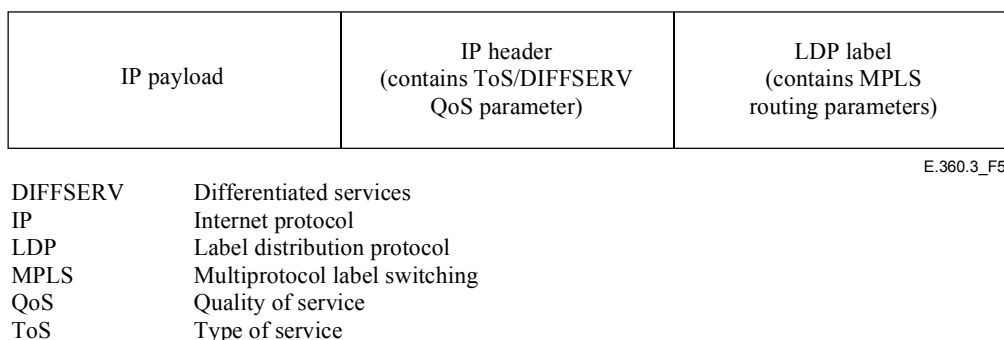 IP payload
IP header
(contains ToS/DIFFSERV
QoS parameter)
LDP label
(contains MPLS
routing parameters)
E.360.3_F5
DIFFSERV Differentiated services
IP Internet protocol
LDP Label distribution protocol
MPLS Multiprotocol label switching
QoS Quality of service
ToS Type of service